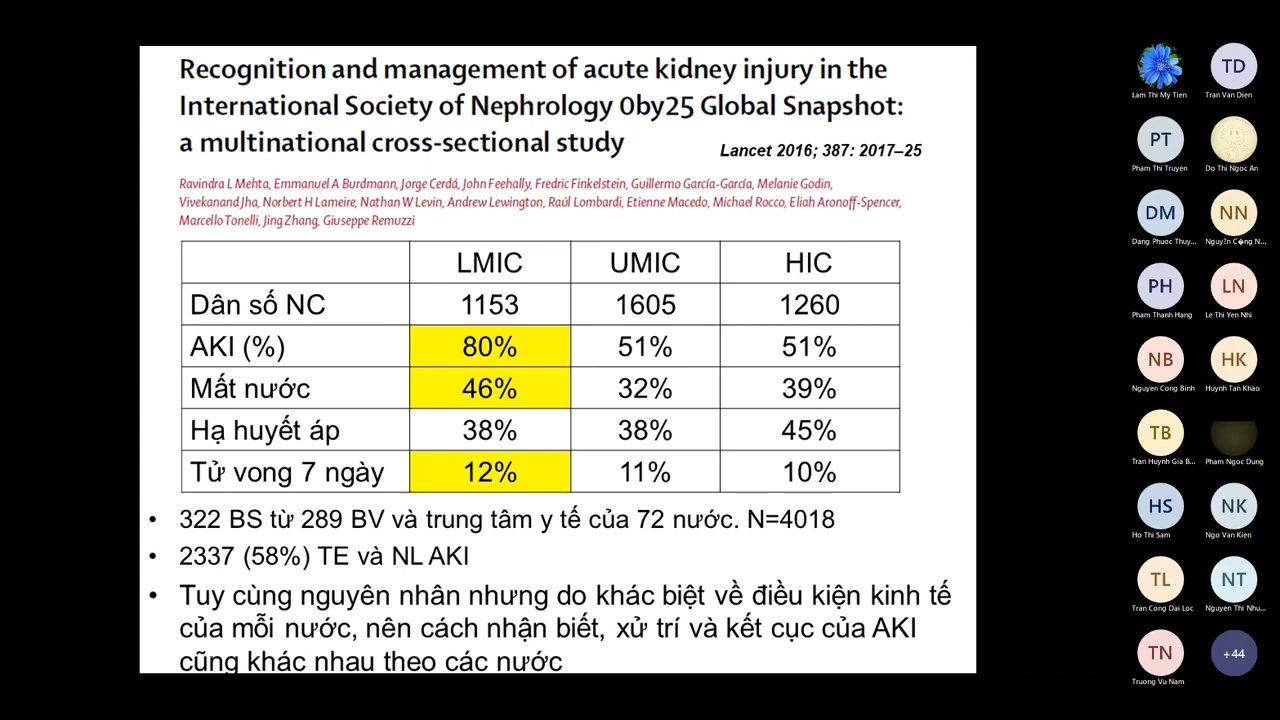 Recognition and management of acute kidney injury in the
International Society of Nephrology 0by25 Global Snapshot:
a multinational cross-sectional study
Lancet 2016; 387: 2017–25
Ravindra L Mehta, Emmanuel A Burdmann, Jorge Cerdá, John Feehally, Fredric Finkelstein, Guillermo García-García, Melanie Godin,
Vivekanand Jha, Norbert H Lameire, Nathan W Levin, Andrew Lewington, Raúl Lombardi, Etienne Macedo, Michael Rocco, Eliah Aronoff-Spencer,
Marcello Tonelli, Jing Zhang, Giuseppe Remuzzi
LMIC UMIC HIC
Dân số NC 1153 1605 1260
AKI (%) 80% 51% 51%
Mất nước 46% 32% 39%
Hạ huyết áp 38% 38% 45%
Tử vong 7 ngày 12% 11% 10%
• 322 BS từ 289 BV và trung tâm y tế của 72 nước. N=4018
• 2337 (58%) TE và NL AKI
• Tuy cùng nguyên nhân nhưng do khác biệt về điều kiện kinh tế
của mỗi nước, nên cách nhận biết, xử trí và kết cục của AKI
cũng khác nhau theo các nước
Lam Thi My Tien
TD
Tran Van Dien
PT
Pham Thi Truyen
Do Thi Ngoc An
DM
Dang Phuoc Thuy...
NN
Nguy?n C�ng N...
PH
Pham Thanh Hang
LN
Le Thi Yen Nhi
NB
Nguyen Cong Binh
HK
Huynh Tan Khao
TB
Tran Huynh Gia B...
Pham Ngoc Dung
HS
Ho Thi Sam
NK
Ngo Van Kien
TL
Tran Cong Dai Loc
NT
Nguyen Thi Nhu...
TN
Truong Vu Nam
+44